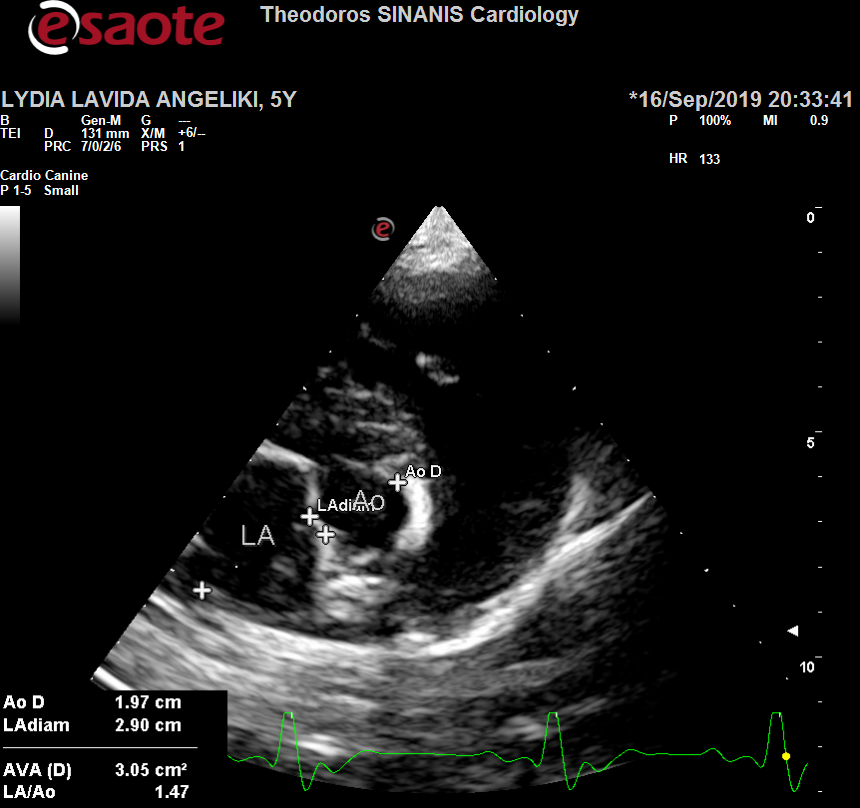 esaote
Theodoros SINANIS Cardiology
LYDIA LAVIDA ANGELIKI, 5Y
*16/Sep/2019 20:33:41
B Gen-M G ---
TEI D 131 mm X/M +6/--
PRC 7/0/2/6 PRS 1
P 100% MI 0.9
HR 133
Cardio Canine
P 1-5 Small
e
0
5
10
Ao D
LAdiam
Ao
LA
Ao D 1.97 cm
LAdiam 2.90 cm
AVA (D) 3.05 cm²
LA/Ao 1.47